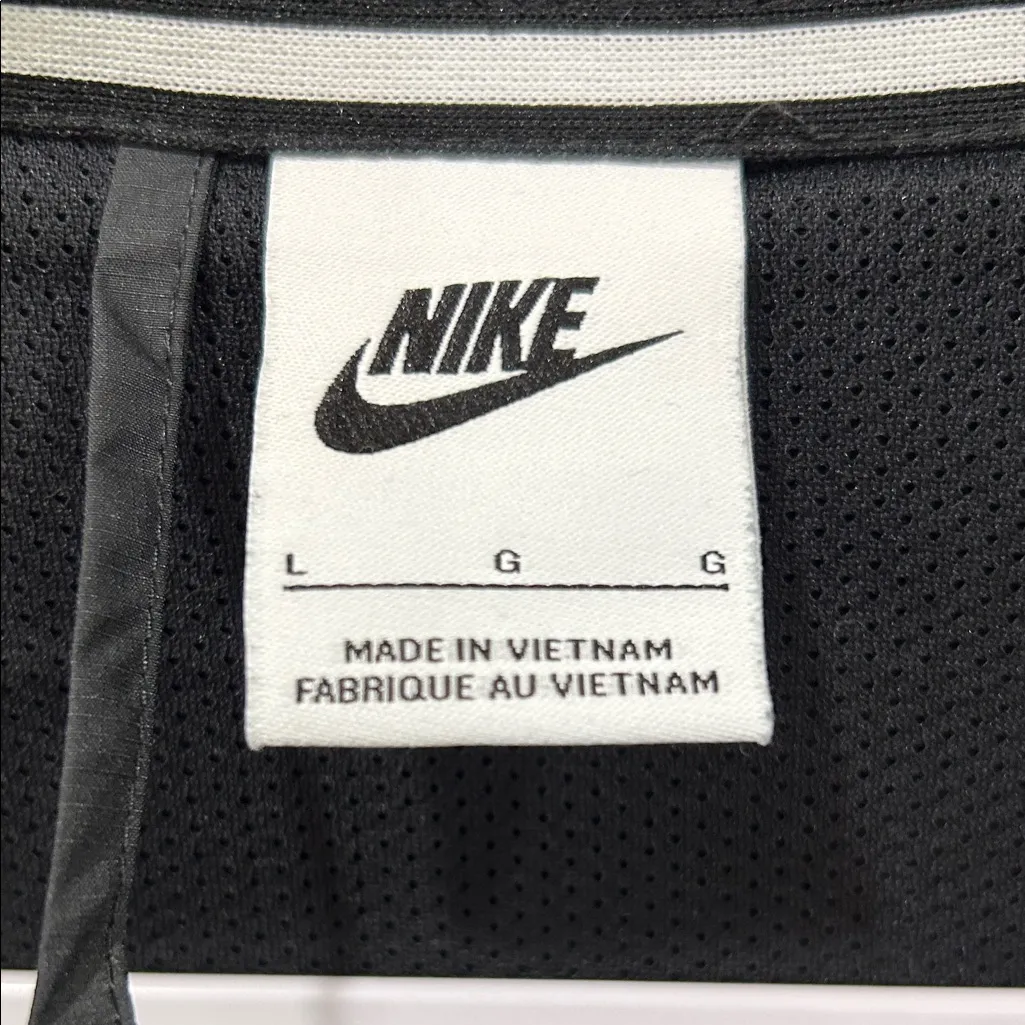 NIKE
L G G
MADE IN VIETNAM
FABRIQUE AU VIETNAM